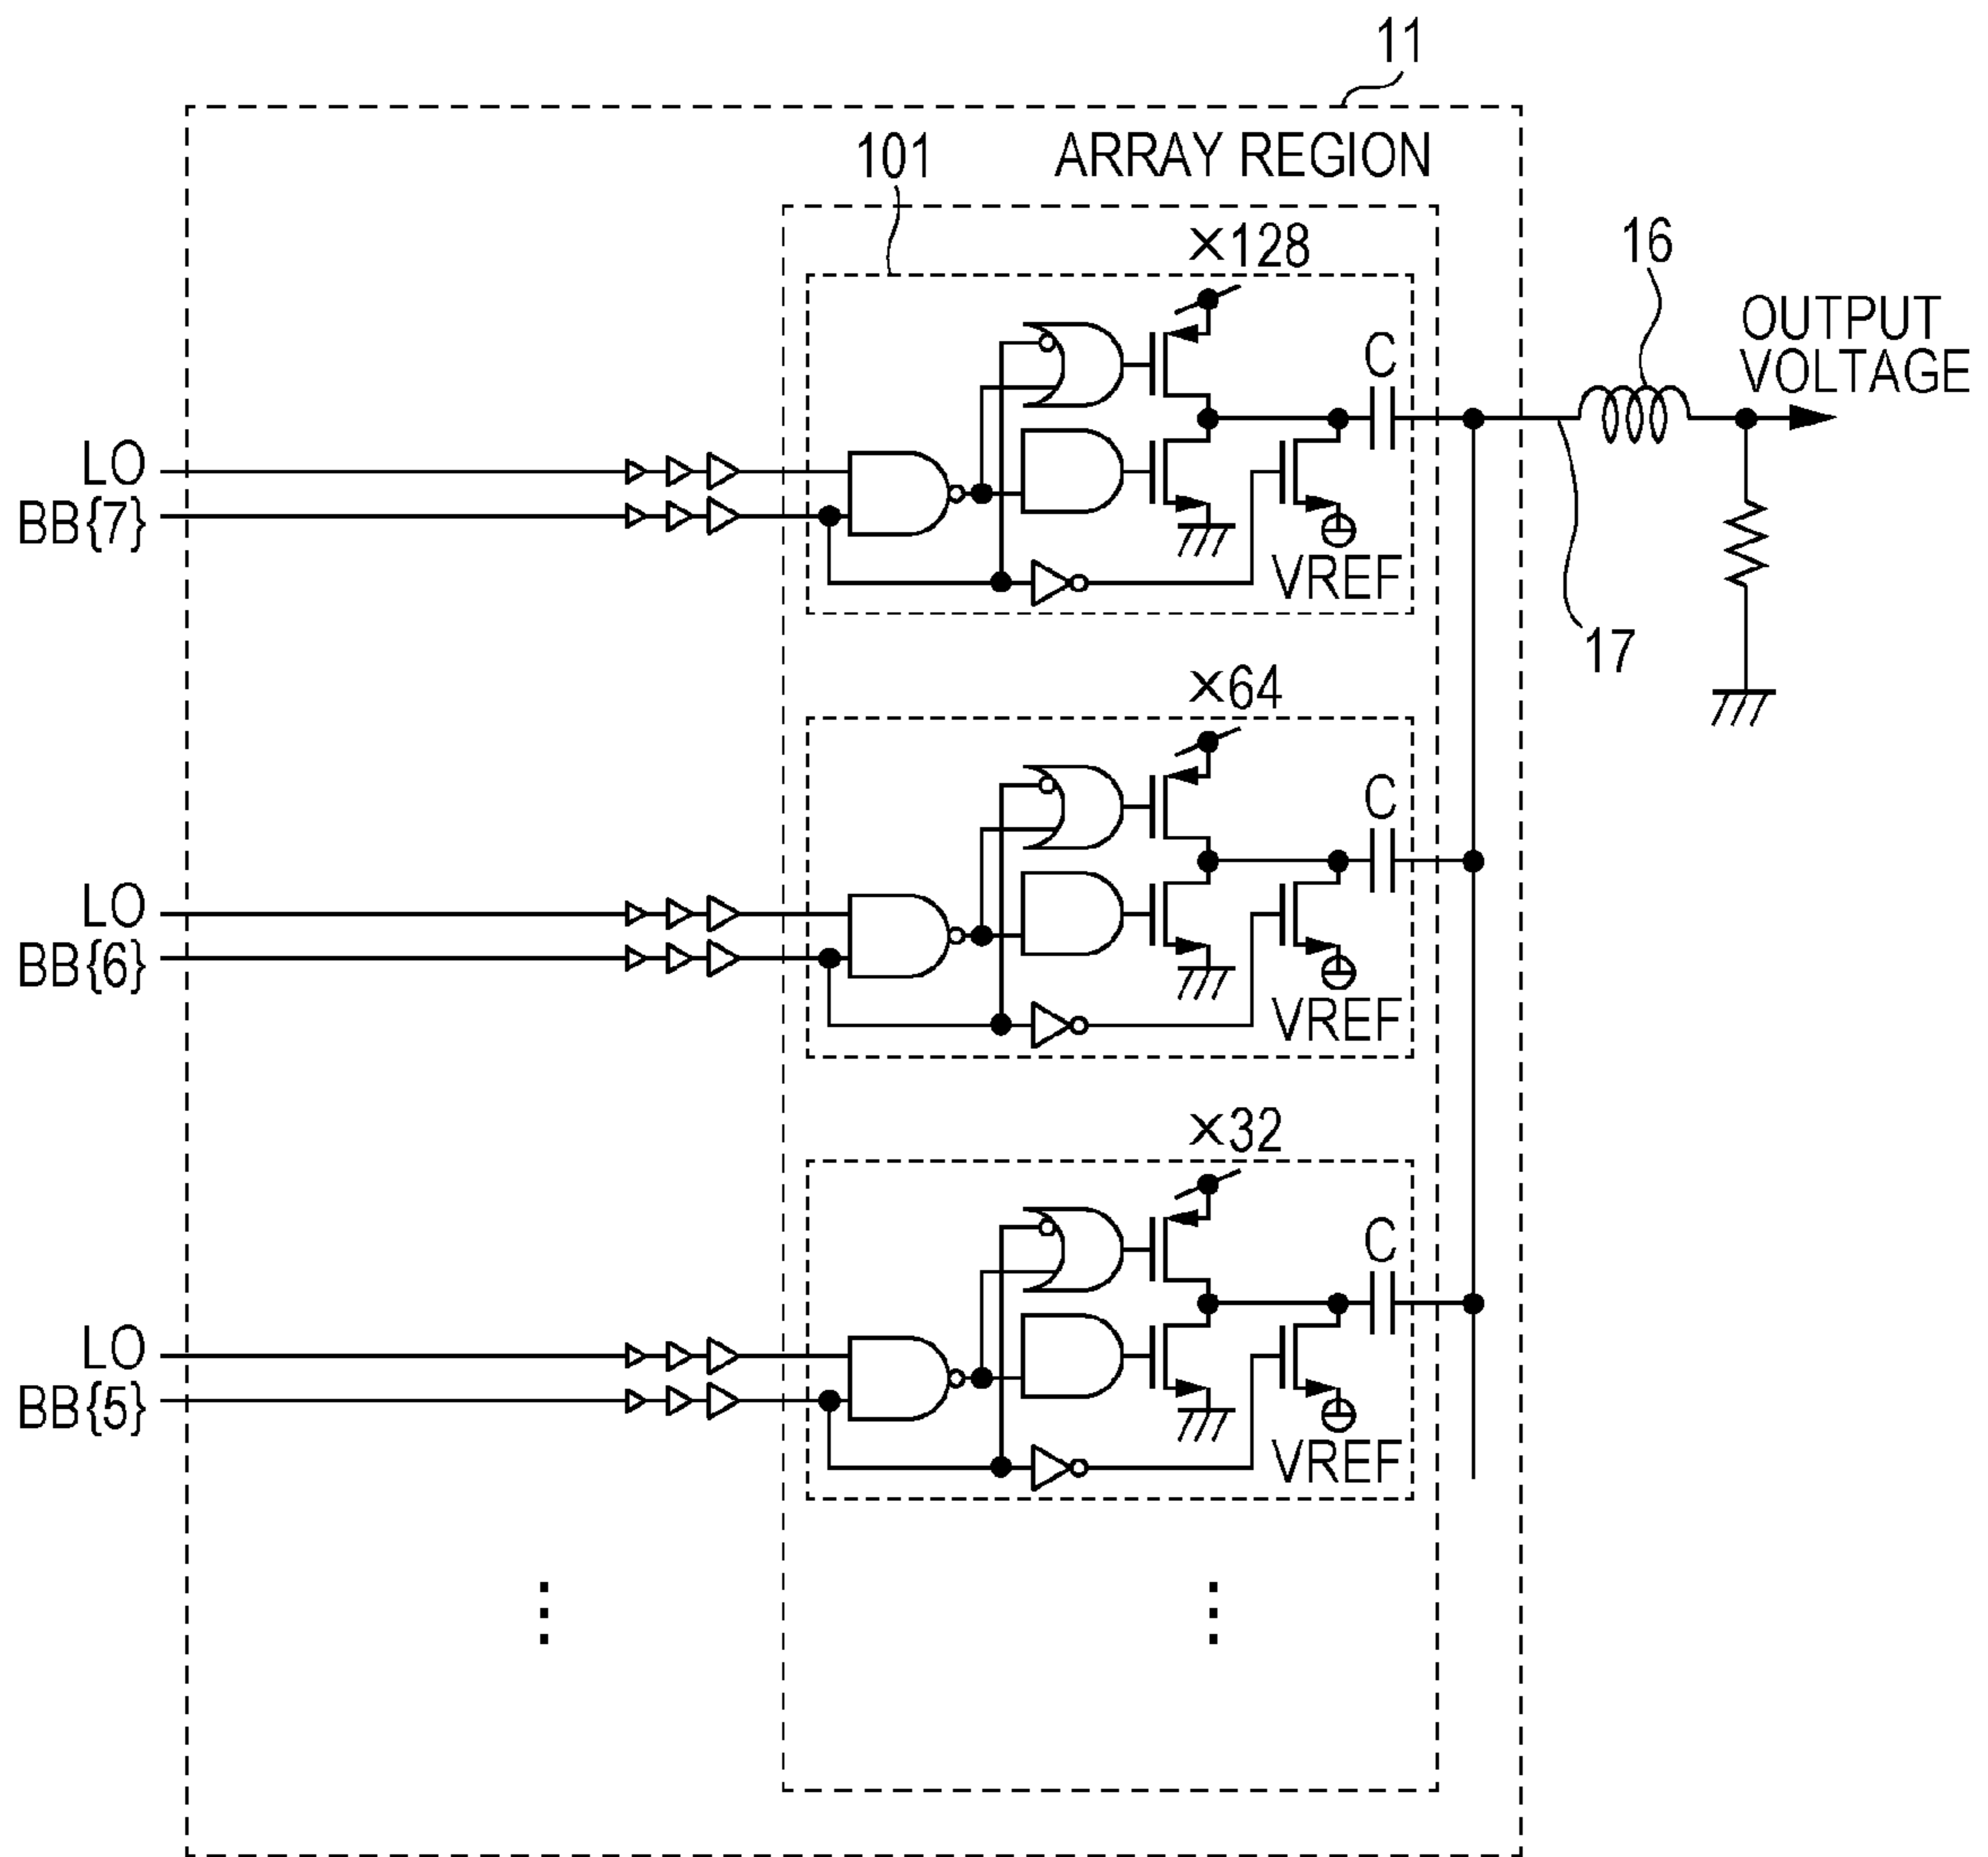 11
ARRAY REGION
101
×128
16
OUTPUT
VOLTAGE
C
LO
BB{7}
VREF
17
×64
C
LO
BB{6}
VREF
×32
C
LO
BB{5}
VREF